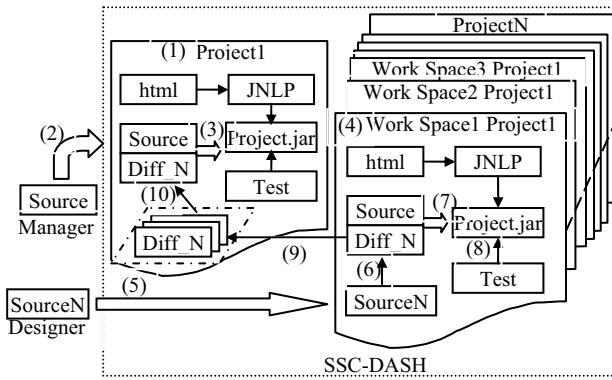 ProjectN
(1) Project1
Work Space3 Project1
Work Space2 Project1
(4) Work Space1 Project1
html
JNLP
(2)
Source
(3)
Project.jar
Diff_N
Test
(10)
Source
Manager
Diff_N
html
JNLP
Source
(7)
Project.jar
Diff_N
(8)
(9)
(6)
Test
SourceN
(5)
SourceN
Designer
SSC-DASH